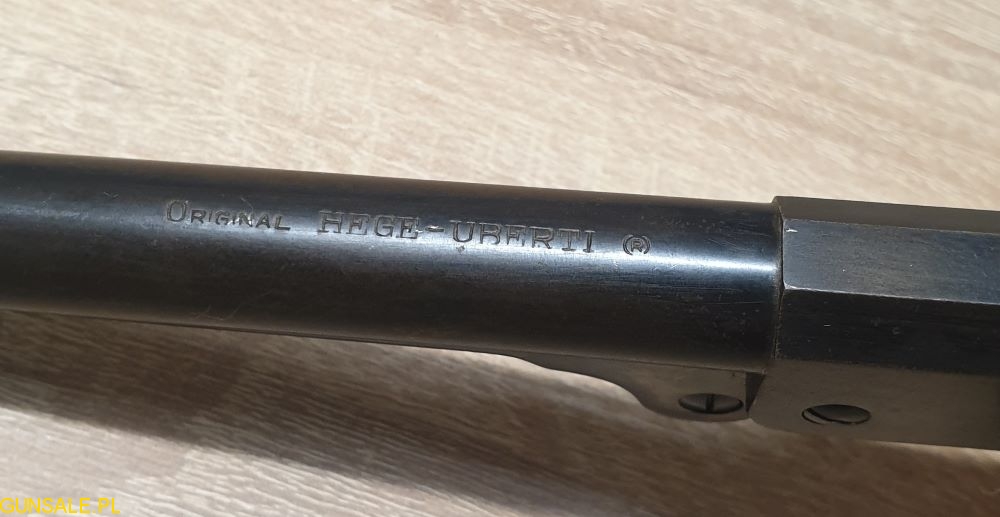 ORIGINAL HEGE-UBERTI ®
GUNSALE.PL